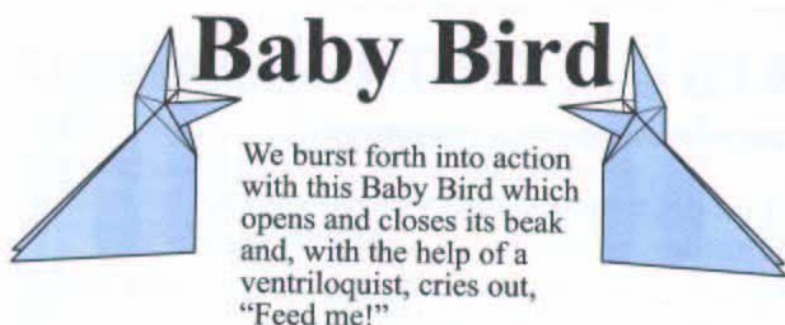 Baby Bird
We burst forth into action
with this Baby Bird which
opens and closes its beak
and, with the help of a
ventriloquist, cries out,
“Feed me!”